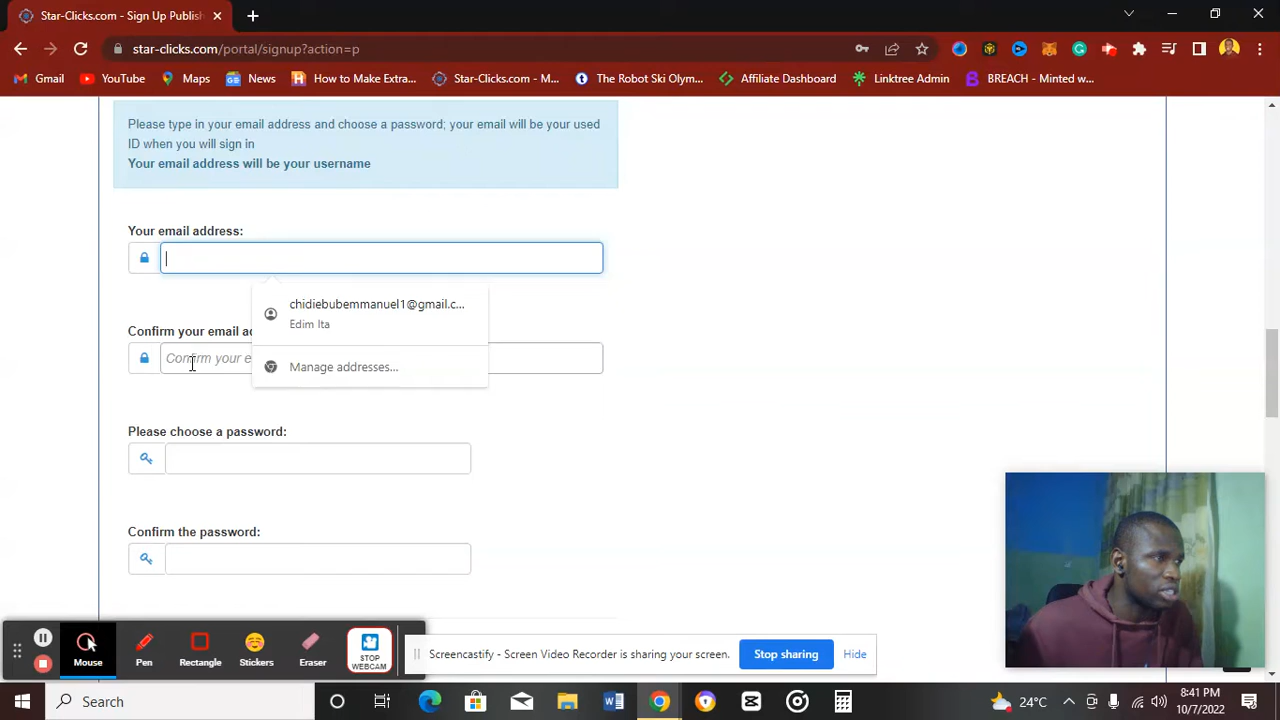 Star-Clicks.com - Sign Up Publish
star-clicks.com/portal/signup?action=p
Gmail
YouTube
Maps
News
How to Make Extra...
Star-Clicks.com - M...
The Robot Ski Olym...
Affiliate Dashboard
Linktree Admin
BREACH - Minted w...
Please type in your email address and choose a password; your email will be your used
ID when you will sign in
Your email address will be your username
Your email address:
chidiebubemmanuel1@gmail.c...
Edim Ita
Manage addresses...
Confirm your email ad
Confirm your e
Please choose a password:
Confirm the password:
Mouse
Pen
Rectangle
Stickers
Eraser
STOP
WEBCAM
Screencastify - Screen Video Recorder is sharing your screen.
Stop sharing
Hide
Search
24°C
8:41 PM
10/7/2022